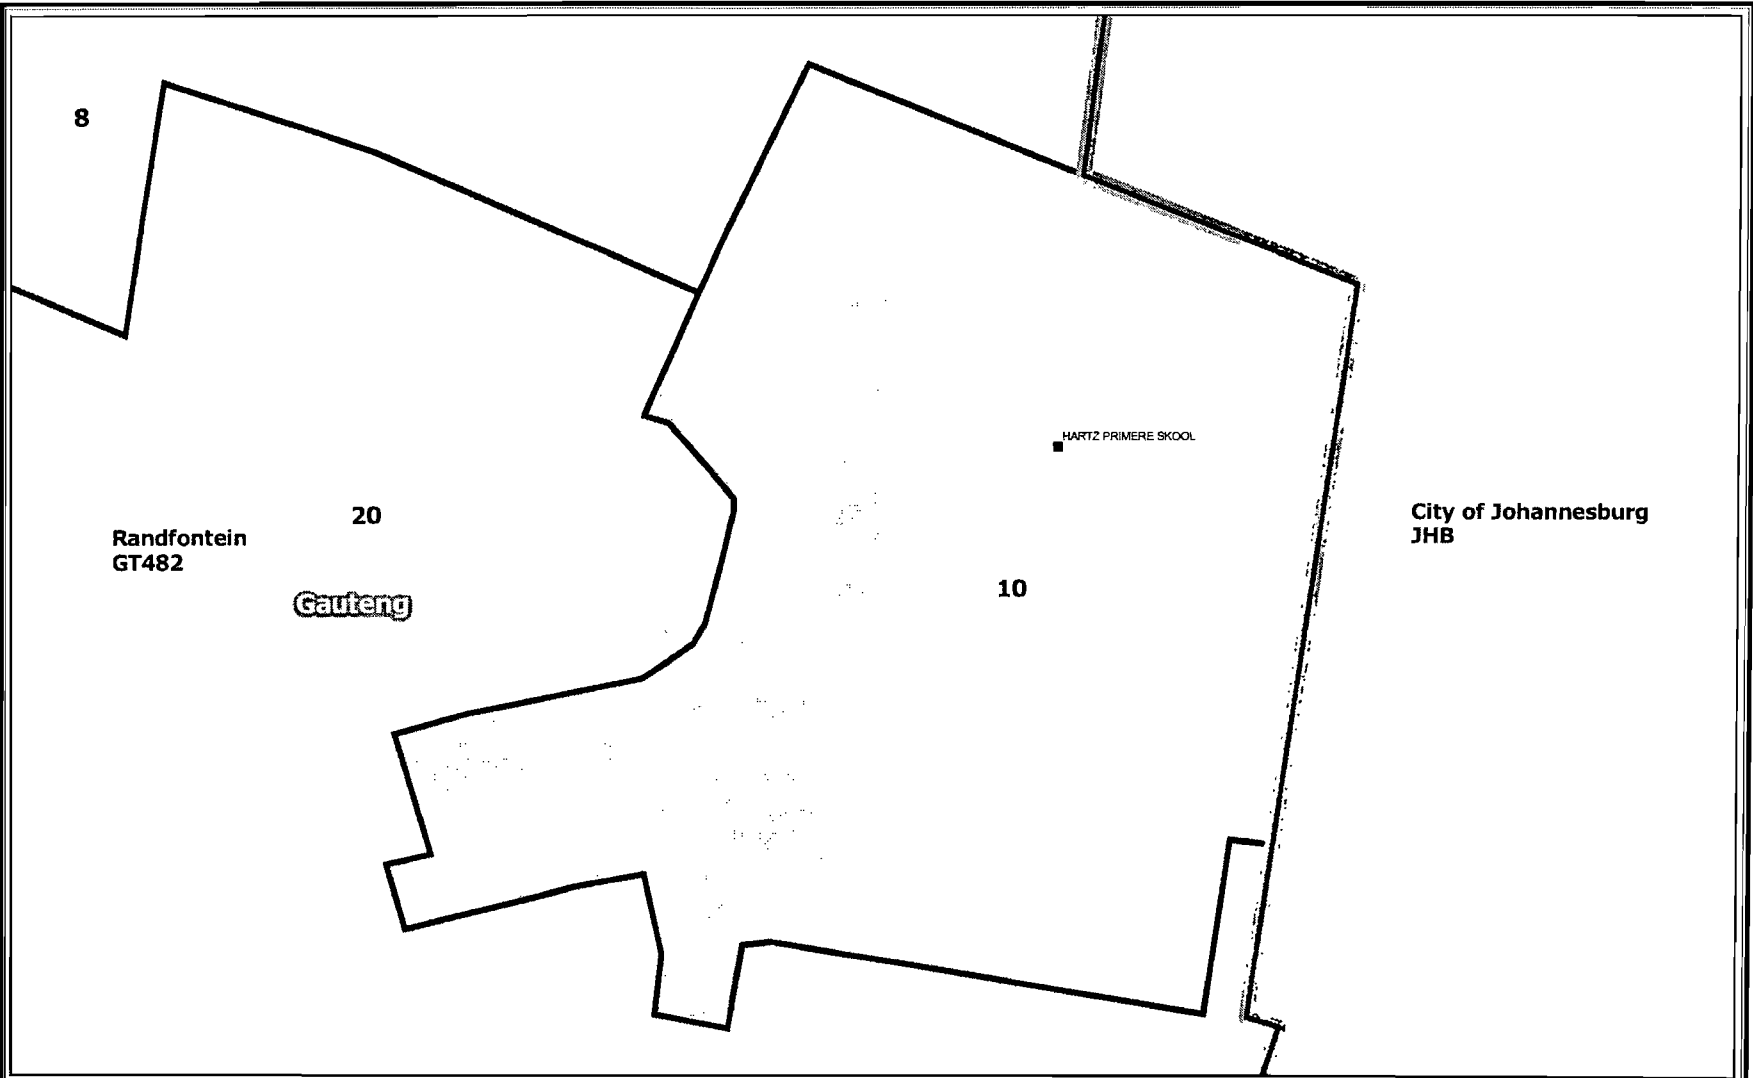 8
HARTZ PRIMERE SKOOL
20
City of Johannesburg
JHB
Randfontein
GT482
10
Gauteng